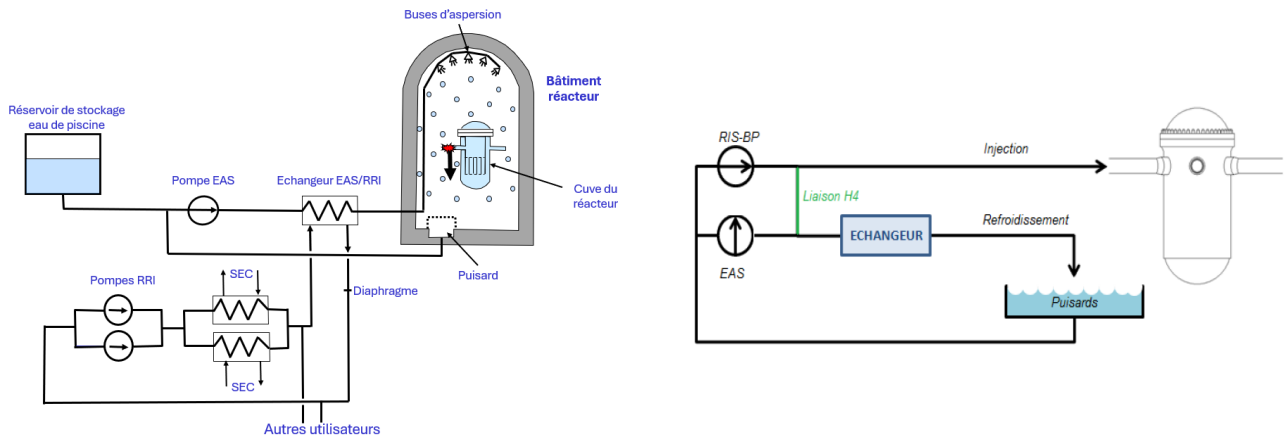 Buses d'aspersion
Bâtiment
réacteur
Réservoir de stockage
eau de piscine
Pompe EAS
Echangeur EAS/RRI
Cuve du
réacteur
Puisard
Pompes RRI
SEC
Diaphragme
SEC
Autres utilisateurs
RIS-BP
Injection
Liaison H4
Refroidissement
ECHANGEUR
EAS
Puisards